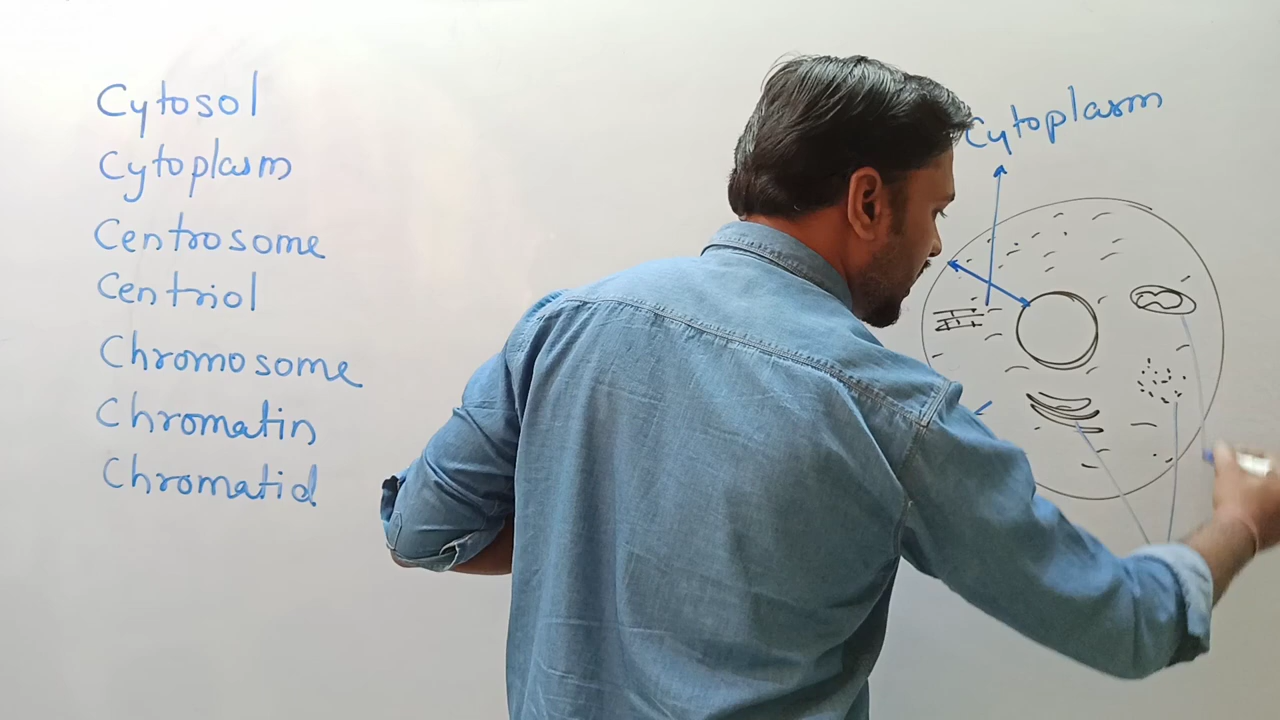 Cytosol
Cytoplasm
Centrosome
Centriol
Chromosome
Chromatin
Chromatid
Cytoplasm